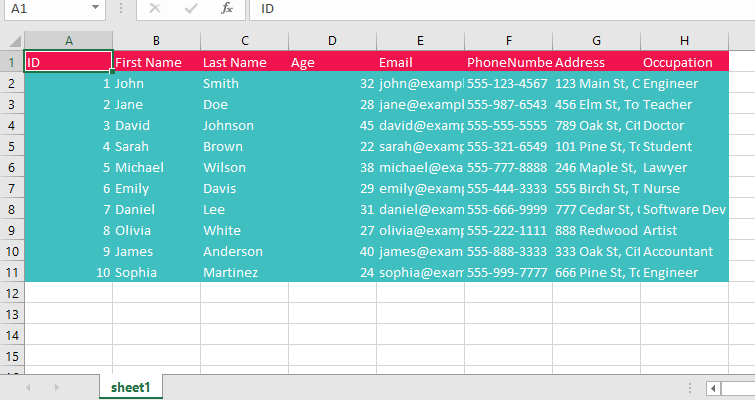 A1 fx ID
A B C D E F G H
1 ID First Name Last Name Age Email PhoneNumbe Address Occupation
2 1 John Smith 32 john@exampl 555-123-4567 123 Main St, C Engineer
3 2 Jane Doe 28 jane@exampl 555-987-6543 456 Elm St, To Teacher
4 3 David Johnson 45 david@examp 555-555-5555 789 Oak St, Cit Doctor
5 4 Sarah Brown 22 sarah@examp 555-321-6549 101 Pine St, To Student
6 5 Michael Wilson 38 michael@exa 555-777-8888 246 Maple St, Lawyer
7 6 Emily Davis 29 emily@examp 555-444-3333 555 Birch St, T Nurse
8 7 Daniel Lee 31 daniel@exam 555-666-9999 777 Cedar St, Software Dev
9 8 Olivia White 27 olivia@examp 555-222-1111 888 Redwood Artist
10 9 James Anderson 40 james@exam 555-888-3333 333 Oak St, Cit Accountant
11 10 Sophia Martinez 24 sophia@exam 555-999-7777 666 Pine St, To Engineer
12
13
14
15
sheet1